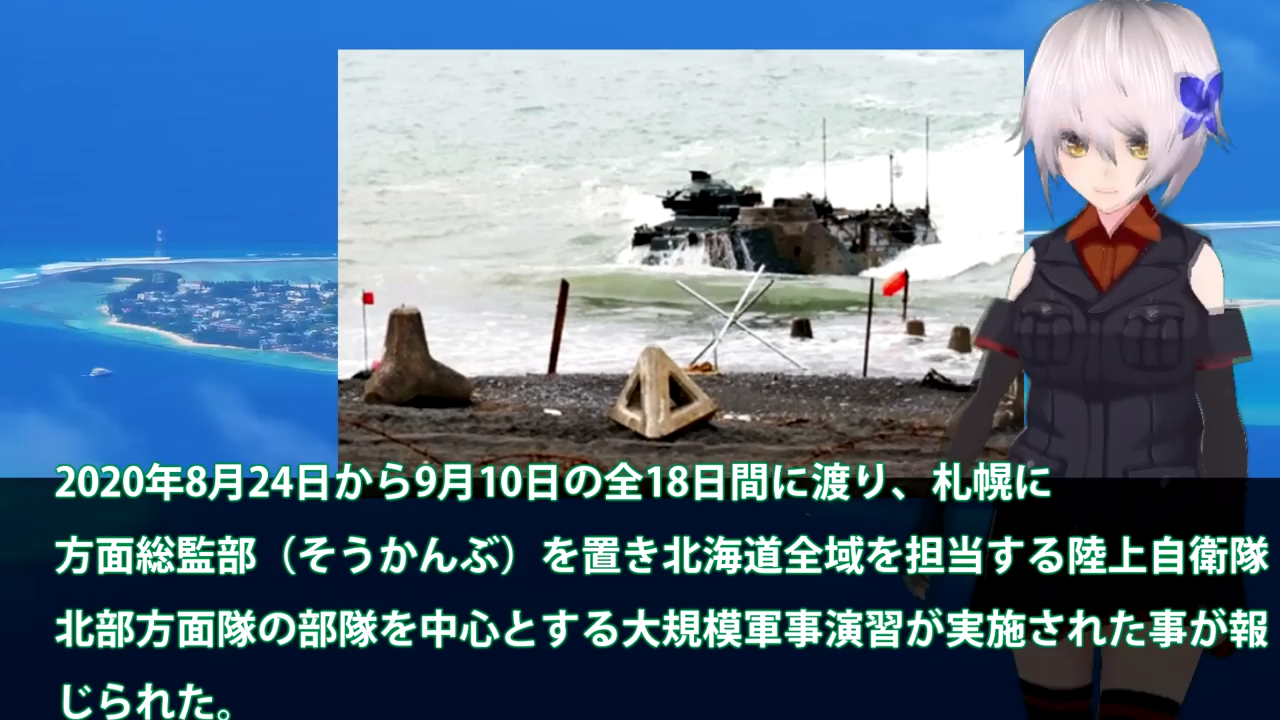 2020年8月24日から9月10日の全18日間に渡り、札幌に
方面総監部（そうかんぶ）を置き北海道全域を担当する陸上自衛隊
北部方面隊の部隊を中心とする大規模軍事演習が実施された事が報
じられた。